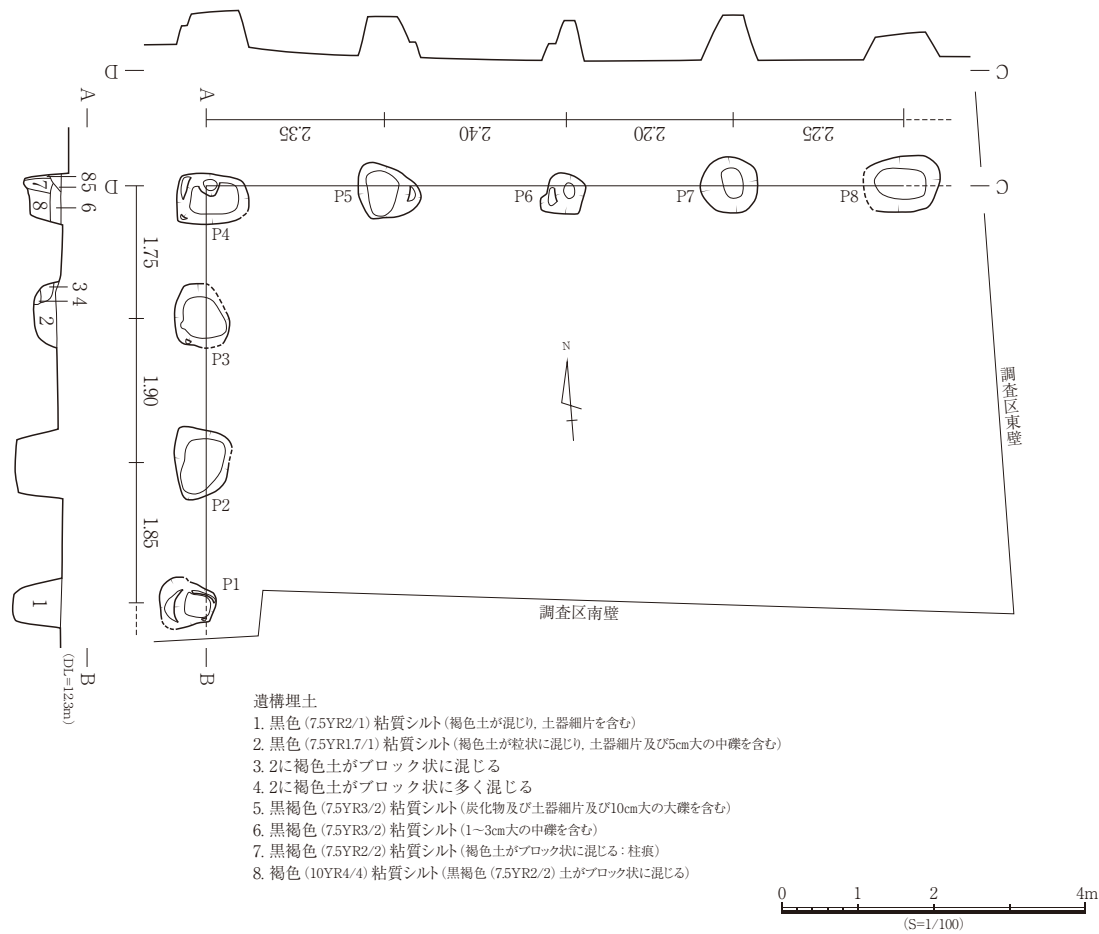 D
C
A
A
2.35
2.40
2.20
2.25
D
C
P4
P5
P6
P7
P8
8
5
7
8
6
1.75
3
4
2
P3
N
1.90
調査区東壁
P2
1.85
P1
1
調査区南壁
B
B
(DL=12.3m)
遺構埋土
1. 黒色(7.5YR2/1)粘質シルト(褐色土が混じり, 土器細片を含む)
2. 黒色(7.5YR1.7/1)粘質シルト(褐色土が粒状に混じり, 土器細片及び5㎝大の中礫を含む)
3. 2に褐色土がブロック状に混じる
4. 2に褐色土がブロック状に多く混じる
5. 黒褐色(7.5YR3/2)粘質シルト(炭化物及び土器細片及び10㎝大の大礫を含む)
6. 黒褐色(7.5YR3/2)粘質シルト(1～3㎝大の中礫を含む)
7. 黒褐色(7.5YR2/2)粘質シルト(褐色土がブロック状に混じる：柱痕)
8. 褐色(10YR4/4)粘質シルト(黒褐色(7.5YR2/2)土がブロック状に混じる)
0 1 2 4m
(S=1/100)